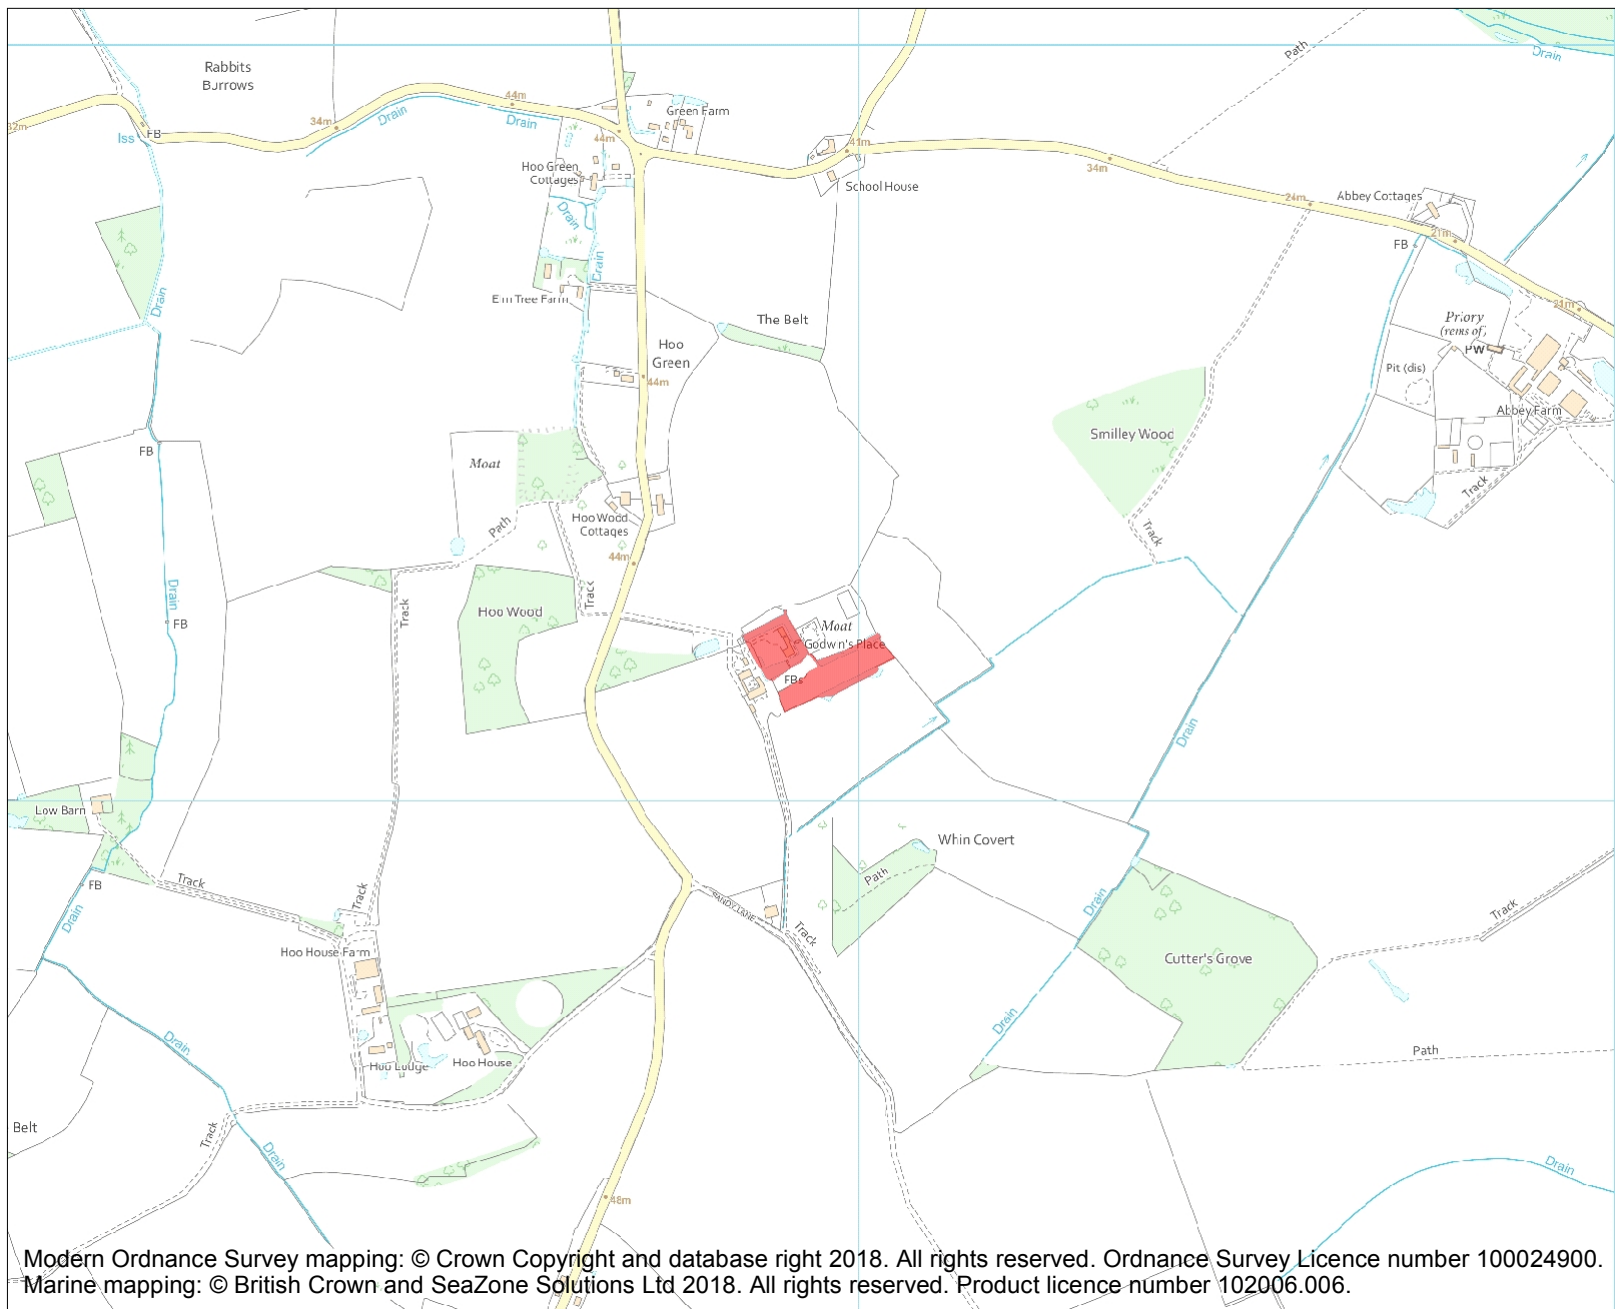 Path
Drain
Rabbits
Burrows
44m
Drain
Drain
Green Farm
32m
34m
FB
Iss
44m
41m
Hoo Green
Cottages
School House
34m
24m
Abbey Cottages
Drain
21m
FB
Drain
Drain
Elm Tree Farm
21m
The Belt
Priory
(rems of)
PW
Hoo
Green
Pit (dis)
44m
Abbey Farm
Smilley Wood
FB
Moat
Track
Path
Hoo Wood
Cottages
Track
44m
Drain
Track
Track
Hoo Wood
FB
Moat
Godwin's Place
FBs
Drain
Low Barn
Whin Covert
Path
Track
FB
Track
SANDY LANE
Drain
Track
Drain
Track
Hoo House Farm
Cutter's Grove
Drain
Drain
Path
Hoo Lodge
Hoo House
Belt
Track
Drain
Drain
48m
Modern Ordnance Survey mapping: © Crown Copyright and database right 2018. All rights reserved. Ordnance Survey Licence number 100024900.
Marine mapping: © British Crown and SeaZone Solutions Ltd 2018. All rights reserved. Product licence number 102006.006.